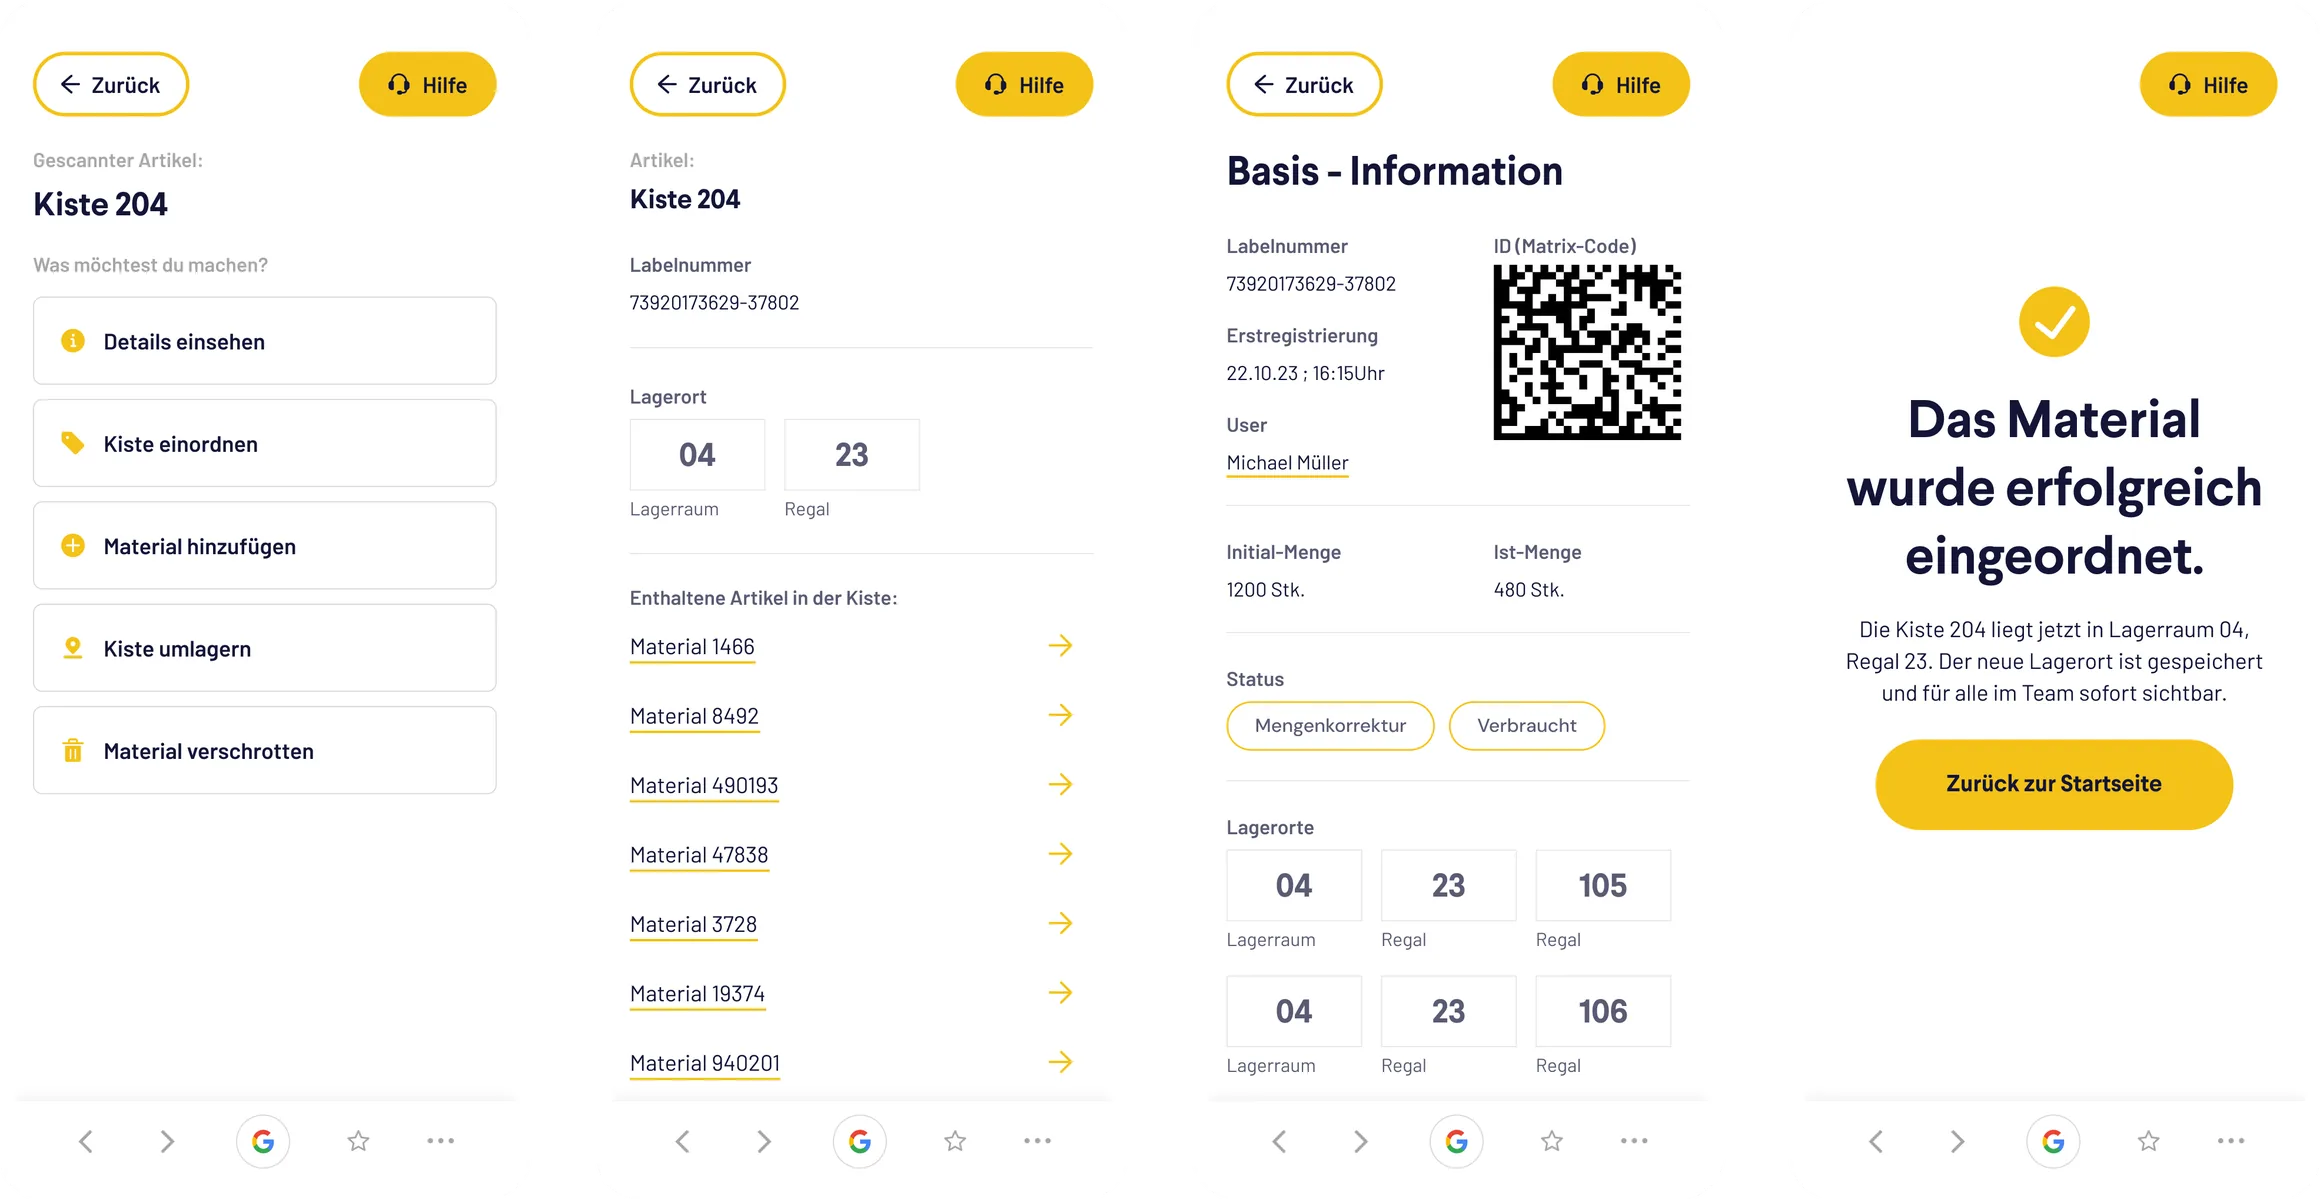 Zurück
Hilfe
Gescannter Artikel:
Kiste 204
Was möchtest du machen?
Details einsehen
Kiste einordnen
Material hinzufügen
Kiste umlagern
Material verschrotten
Zurück
Hilfe
Artikel:
Kiste 204
Labelnummer
73920173629-37802
Lagerort
04
23
Lagerraum
Regal
Enthaltene Artikel in der Kiste:
Material 1466
Material 8492
Material 490193
Material 47838
Material 3728
Material 19374
Material 940201
Zurück
Hilfe
Basis - Information
Labelnummer
73920173629-37802
ID (Matrix-Code)
Erstregistrierung
22.10.23 ; 16:15Uhr
User
Michael Müller
Initial-Menge
1200 Stk.
Ist-Menge
480 Stk.
Status
Mengenkorrektur
Verbraucht
Lagerorte
04
23
105
Lagerraum
Regal
Regal
04
23
106
Lagerraum
Regal
Regal
Hilfe
Das Material
wurde erfolgreich
eingeordnet.
Die Kiste 204 liegt jetzt in Lagerraum 04,
Regal 23. Der neue Lagerort ist gespeichert
und für alle im Team sofort sichtbar.
Zurück zur Startseite